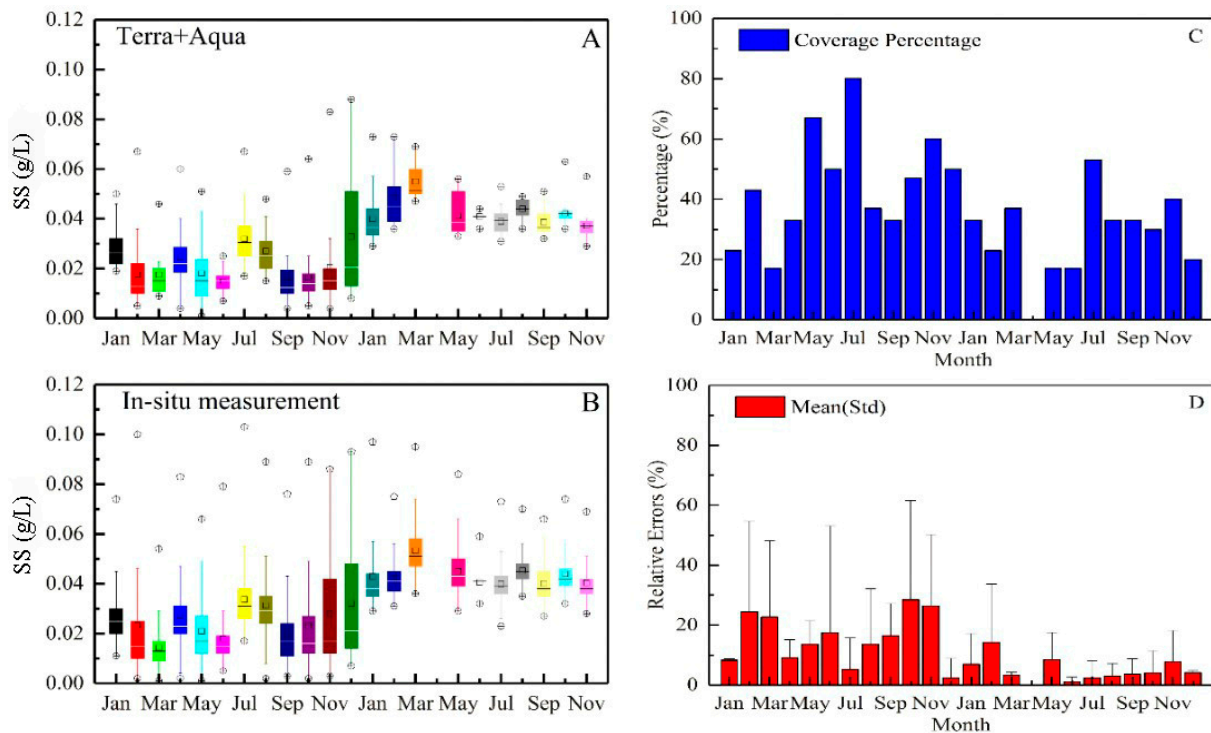 Terra+Aqua
A
SS (g/L)
0.12
0.10
0.08
0.06
0.04
0.02
0.00
Jan Mar May Jul Sep Nov Jan Mar May Jul Sep Nov
Coverage Percentage
C
Percentage (%)
100
80
60
40
20
0
Jan Mar May Jul Sep Nov Jan Mar May Jul Sep Nov
Month
In-situ measurement
B
SS (g/L)
0.12
0.10
0.08
0.06
0.04
0.02
0.00
Jan Mar May Jul Sep Nov Jan Mar May Jul Sep Nov
Mean(Std)
D
Relative Errors (%)
100
80
60
40
20
0
Jan Mar May Jul Sep Nov Jan Mar May Jul Sep Nov
Month